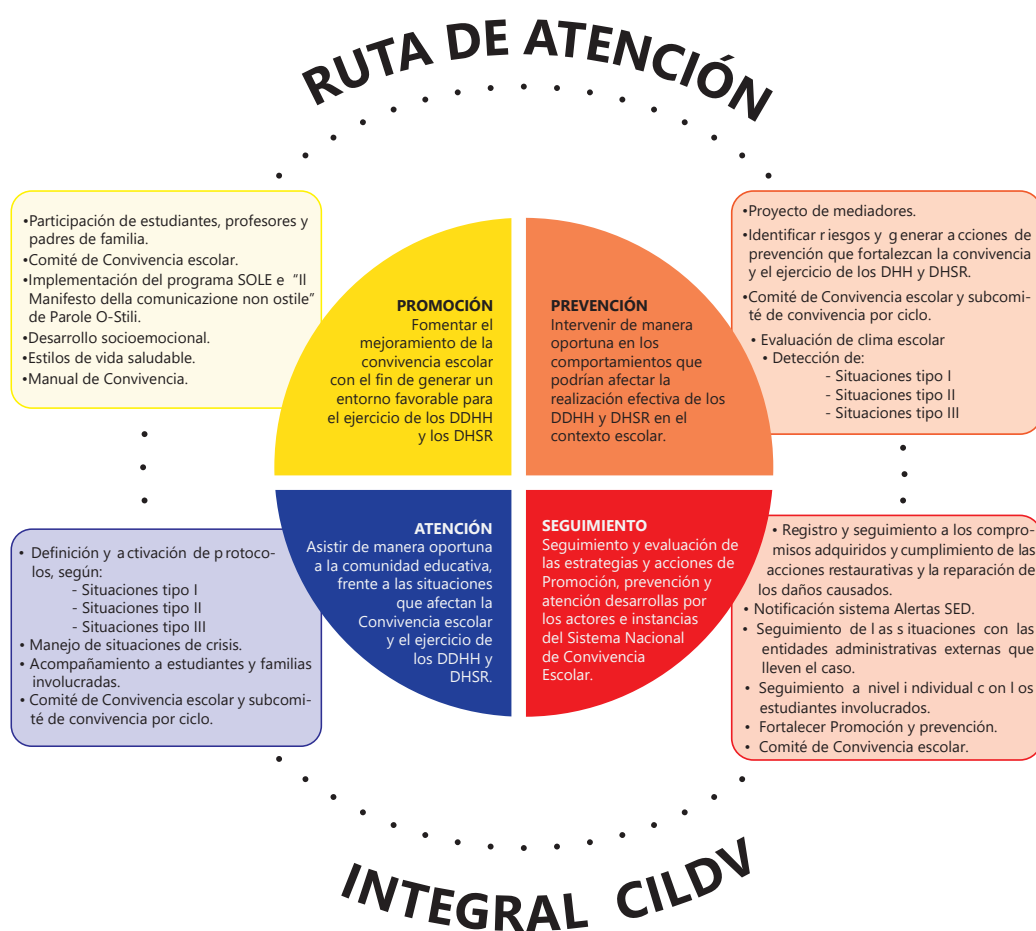 RUTA DE ATENCIÓN
•Participación de estudiantes, profesores y
padres de familia.
•Comité de Convivencia escolar.
•Implementación del programa SOLE e “Il
Manifesto della comunicazione non ostile”
de Parole O-Stili.
•Desarrollo socioemocional.
•Estilos de vida saludable.
•Manual de Convivencia.
PROMOCIÓN
Fomentar el
mejoramiento de la
convivencia escolar
con el fin de generar un
entorno favorable para
el ejercicio de los DDHH
y los DHSR
PREVENCIÓN
Intervenir de manera
oportuna en los
comportamientos que
podrían afectar la
realización efectiva de los
DDHH y DHSR en el
contexto escolar.
•Proyecto de mediadores.
•Identificar riesgos y generar acciones de
prevención que fortalezcan la convivencia
y el ejercicio de los DHH y DHSR.
•Comité de Convivencia escolar y subcomi-
té de convivencia por ciclo.
• Evaluación de clima escolar
• Detección de:
- Situaciones tipo I
- Situaciones tipo II
- Situaciones tipo III
• Definición y activación de protoco-
los, según:
- Situaciones tipo I
- Situaciones tipo II
- Situaciones tipo III
• Manejo de situaciones de crisis.
• Acompañamiento a estudiantes y familias
involucradas.
• Comité de Convivencia escolar y subcomi-
té de convivencia por ciclo.
ATENCIÓN
Asistir de manera oportuna
a la comunidad educativa,
frente a las situaciones
que afectan la
Convivencia escolar
y el ejercicio de
los DDHH y
DHSR.
SEGUIMIENTO
Seguimiento y evaluación de
las estrategias y acciones de
Promoción, prevención y
atención desarrollas por
los actores e instancias
del Sistema Nacional
de Convivencia
Escolar.
• Registro y seguimiento a los compro-
misos adquiridos y cumplimiento de las
acciones restaurativas y la reparación de
los daños causados.
• Notificación sistema Alertas SED.
• Seguimiento de las situaciones con las
entidades administrativas externas que
lleven el caso.
• Seguimiento a nivel individual con los
estudiantes involucrados.
• Fortalecer Promoción y prevención.
• Comité de Convivencia escolar.
INTEGRAL CILDV